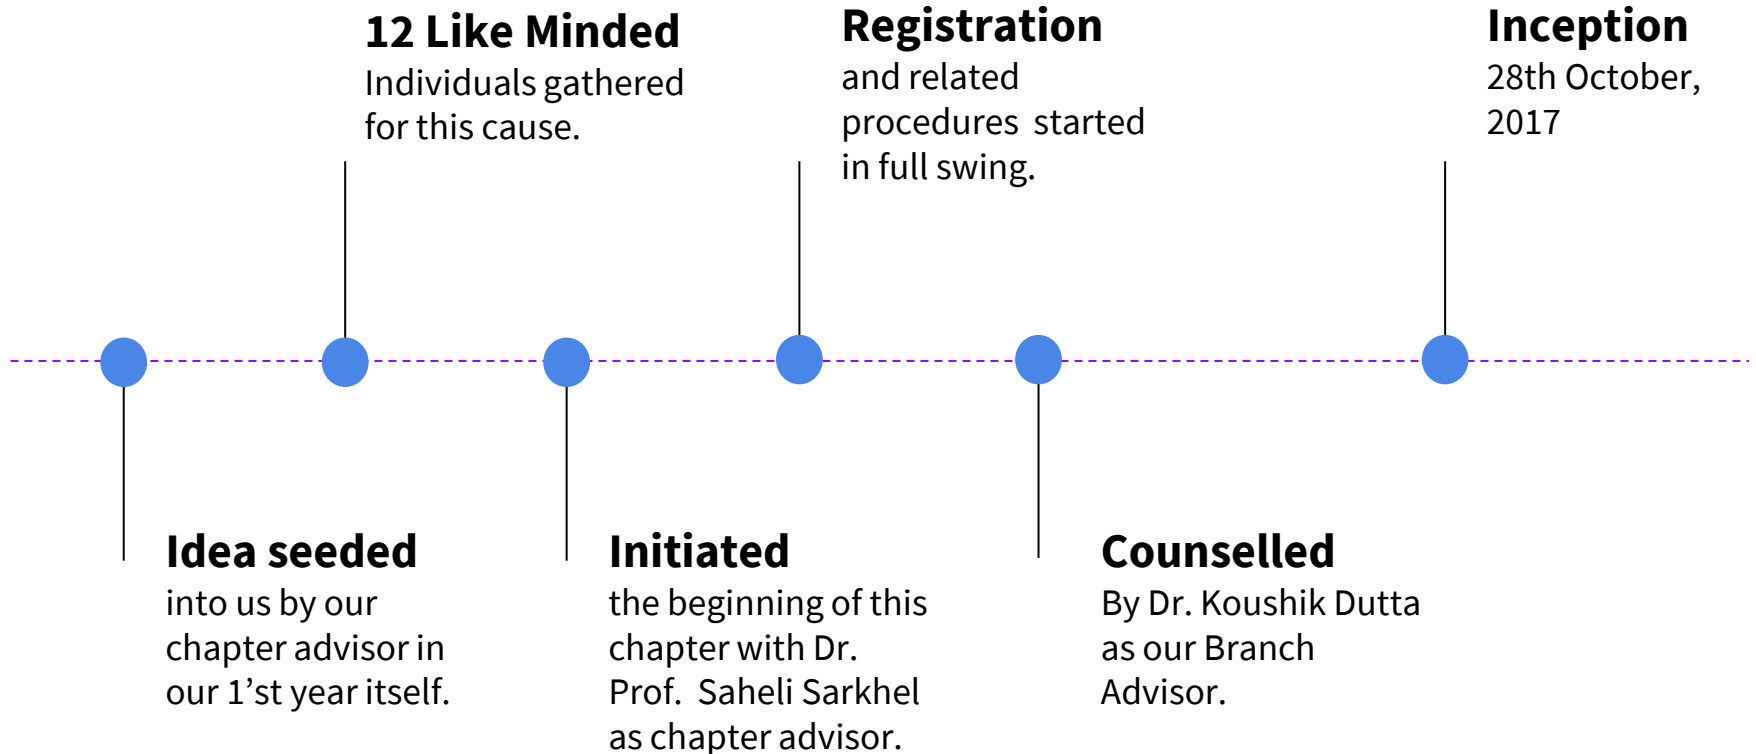 12 Like Minded
Individuals gathered
for this cause.
Registration
and related
procedures  started
in full swing.
Inception
28th October,
2017
Idea seeded
into us by our
chapter advisor in
our 1’st year itself.
Initiated
the beginning of this
chapter with Dr.
Prof.  Saheli Sarkhel
as chapter advisor.
Counselled
By Dr. Koushik Dutta
as our Branch
Advisor.